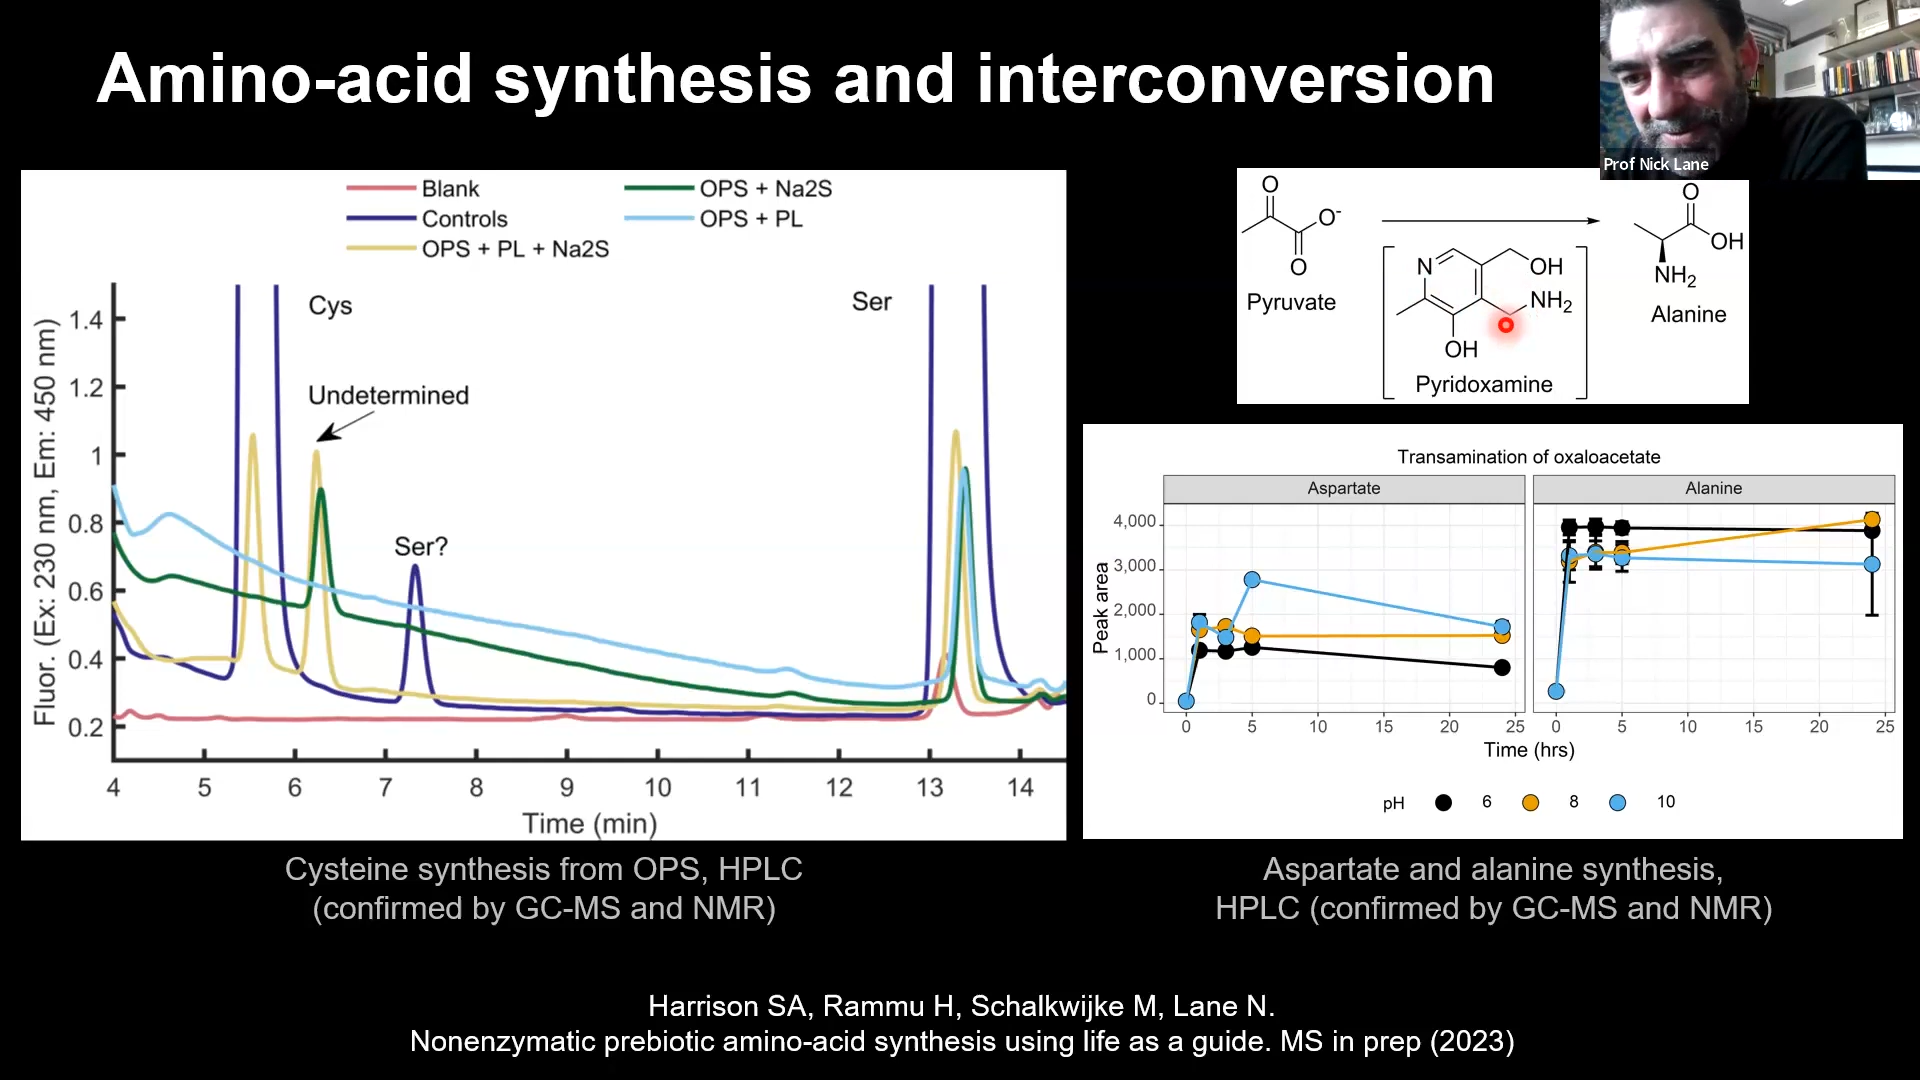 Amino-acid synthesis and interconversion
Prof Nick Lane
Blank
Controls
OPS + PL + Na2S
OPS + Na2S
OPS + PL
Cys
Undetermined
Ser?
Ser
Fluor. (Ex: 230 nm, Em: 450 nm)
1.4
1.2
1
0.8
0.6
0.4
0.2
4 5 6 7 8 9 10 11 12 13 14
Time (min)
Cysteine synthesis from OPS, HPLC
(confirmed by GC-MS and NMR)
O
O-
O
Pyruvate
N
OH
NH2
OH
Pyridoxamine
O
OH
NH2
Alanine
Transamination of oxaloacetate
Aspartate
Alanine
Peak area
4,000
3,000
2,000
1,000
0
0 5 10 15 20 25
0 5 10 15 20 25
Time (hrs)
pH 6 8 10
Aspartate and alanine synthesis,
HPLC (confirmed by GC-MS and NMR)
Harrison SA, Rammu H, Schalkwijke M, Lane N.
Nonenzymatic prebiotic amino-acid synthesis using life as a guide. MS in prep (2023)